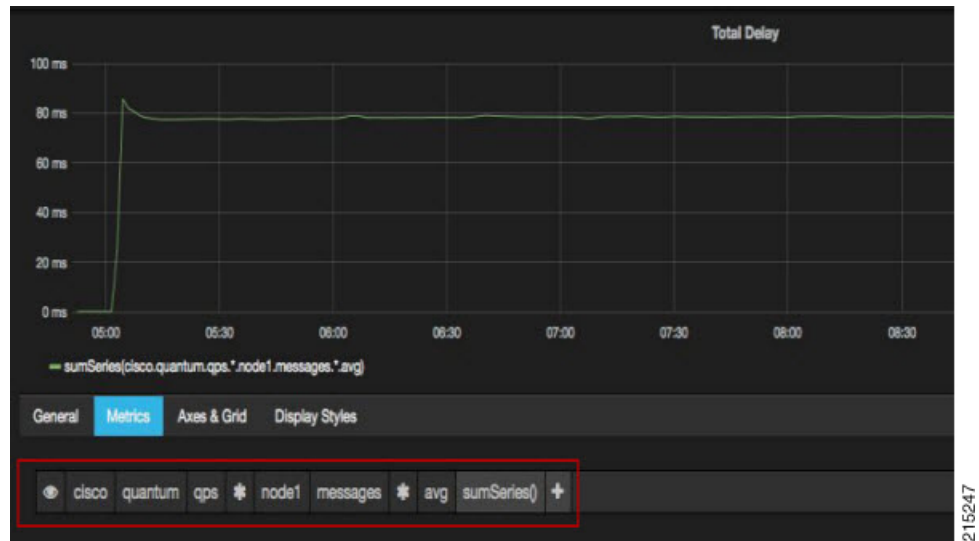 Total Delay
100 ms
80 ms
60 ms
40 ms
20 ms
0 ms
05:00 05:30 06:00 06:30 07:00 07:30 08:00 08:30
sumSeries(cisco.quantum.qps.*.node1.messages.*.avg)
General Metrics Axes & Grid Display Styles
cisco quantum qps * node1 messages * avg sumSeries() +
215247